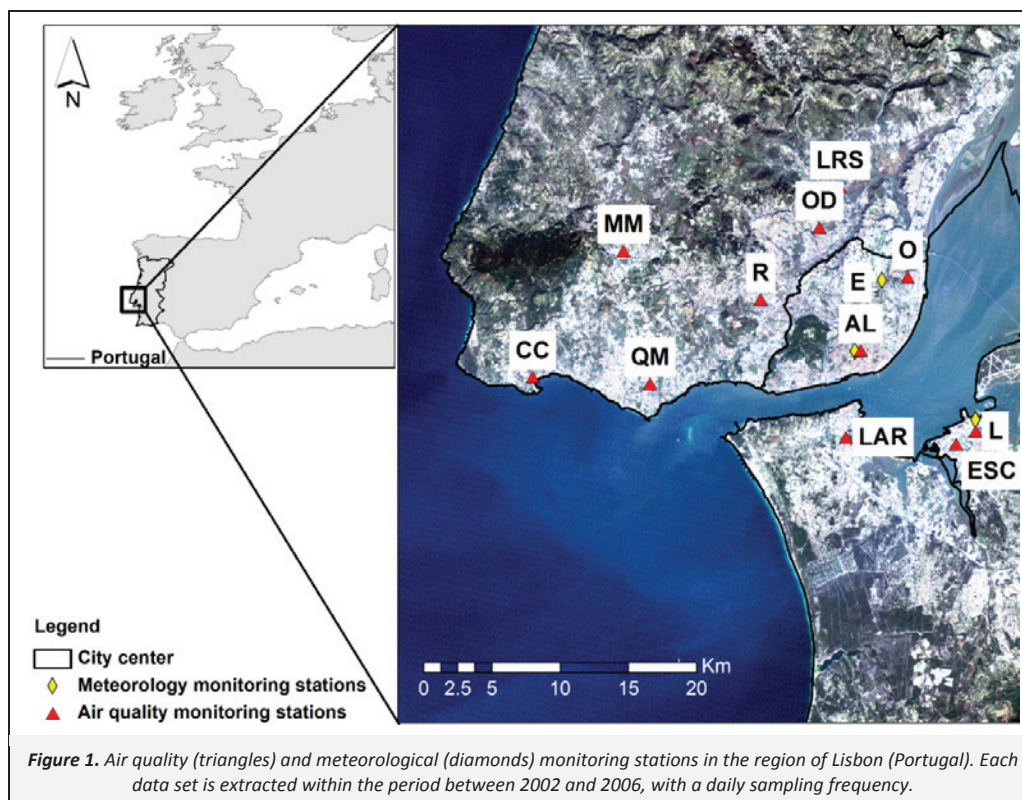 N
Portugal
LRS
OD
MM
O
R
E
AL
CC
QM
LAR
L
ESC
Legend
City center
Meteorology monitoring stations
Air quality monitoring stations
Km
0 2.5 5 10 15 20
Figure 1. Air quality (triangles) and meteorological (diamonds) monitoring stations in the region of Lisbon (Portugal). Each
data set is extracted within the period between 2002 and 2006, with a daily sampling frequency.